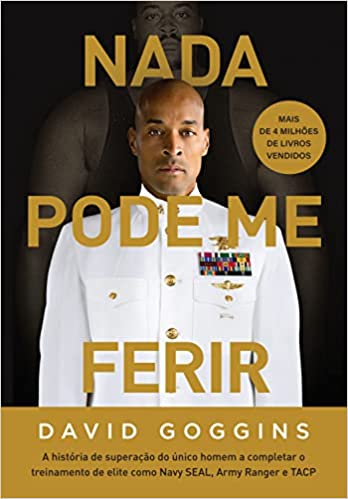 NADA
MAIS
DE 4 MILHÕES
DE LIVROS
VENDIDOS
PODE ME
FERIR
DAVID GOGGINS
A história de superação do único homem a completar o
treinamento de elite como Navy SEAL, Army Ranger e TACP